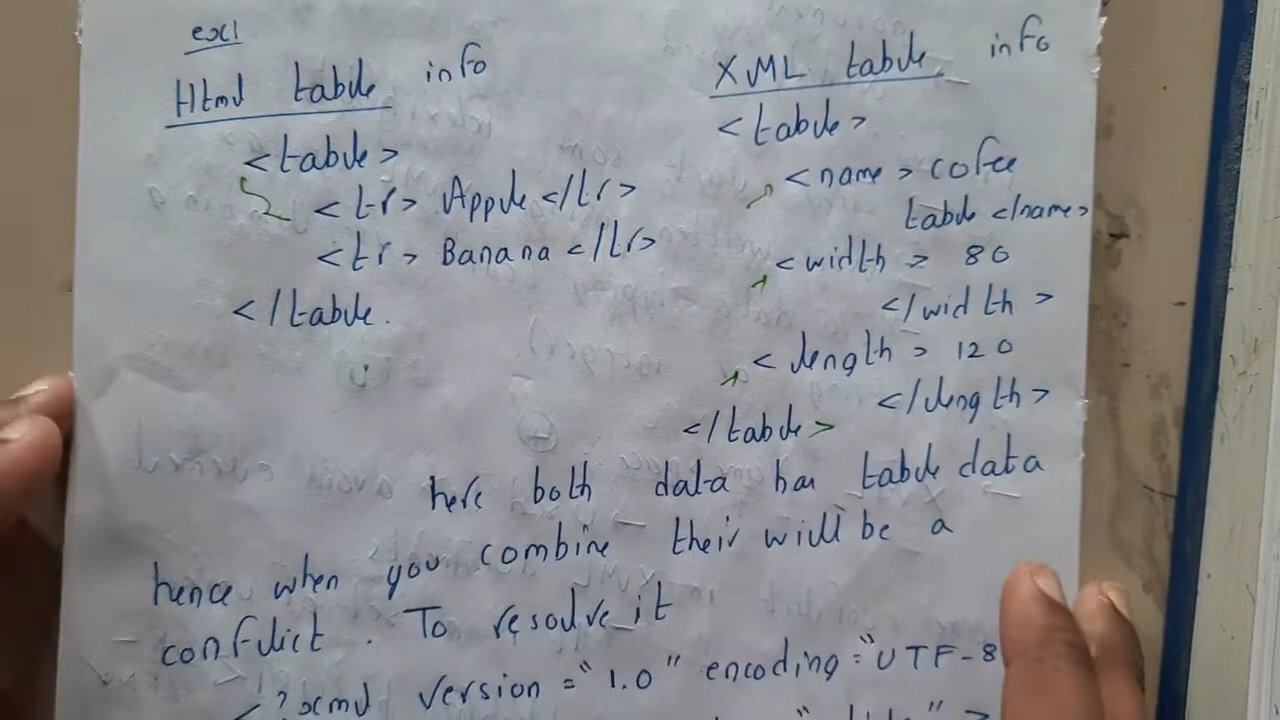 ex1
Html table info
<table>
<tr> Apple </tr>
<tr> Banana </tr>
</table.
XML table info
<table>
<name> cofee
table </name>
<width> 80
</width>
<length> 120
</length>
</table>
here both data has table data
hence when you combine their will be a
conflict. To resolve it
<?xml version="1.0" encoding="UTF-8